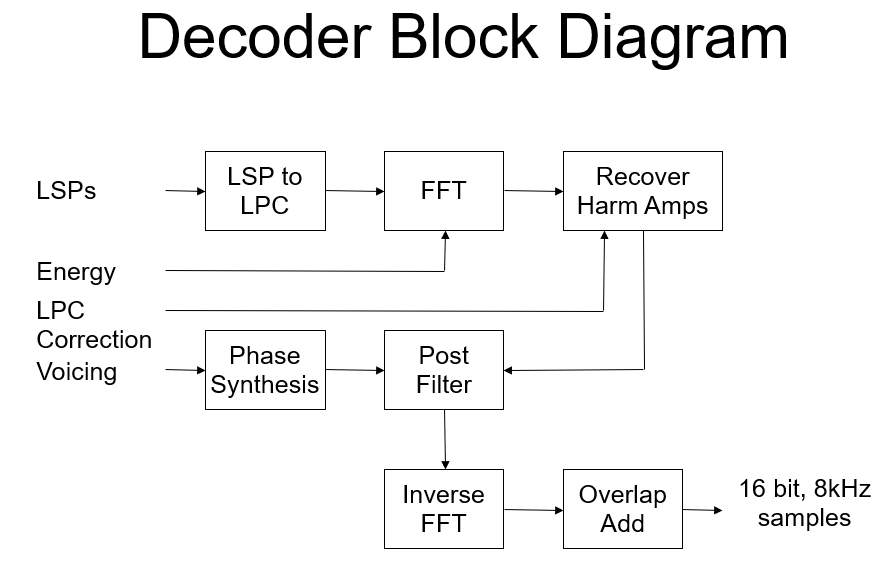 Decoder Block Diagram
LSPs
LSP to
LPC
FFT
Recover
Harm Amps
Energy
LPC
Correction
Voicing
Phase
Synthesis
Post
Filter
Inverse
FFT
Overlap
Add
16 bit, 8kHz
samples